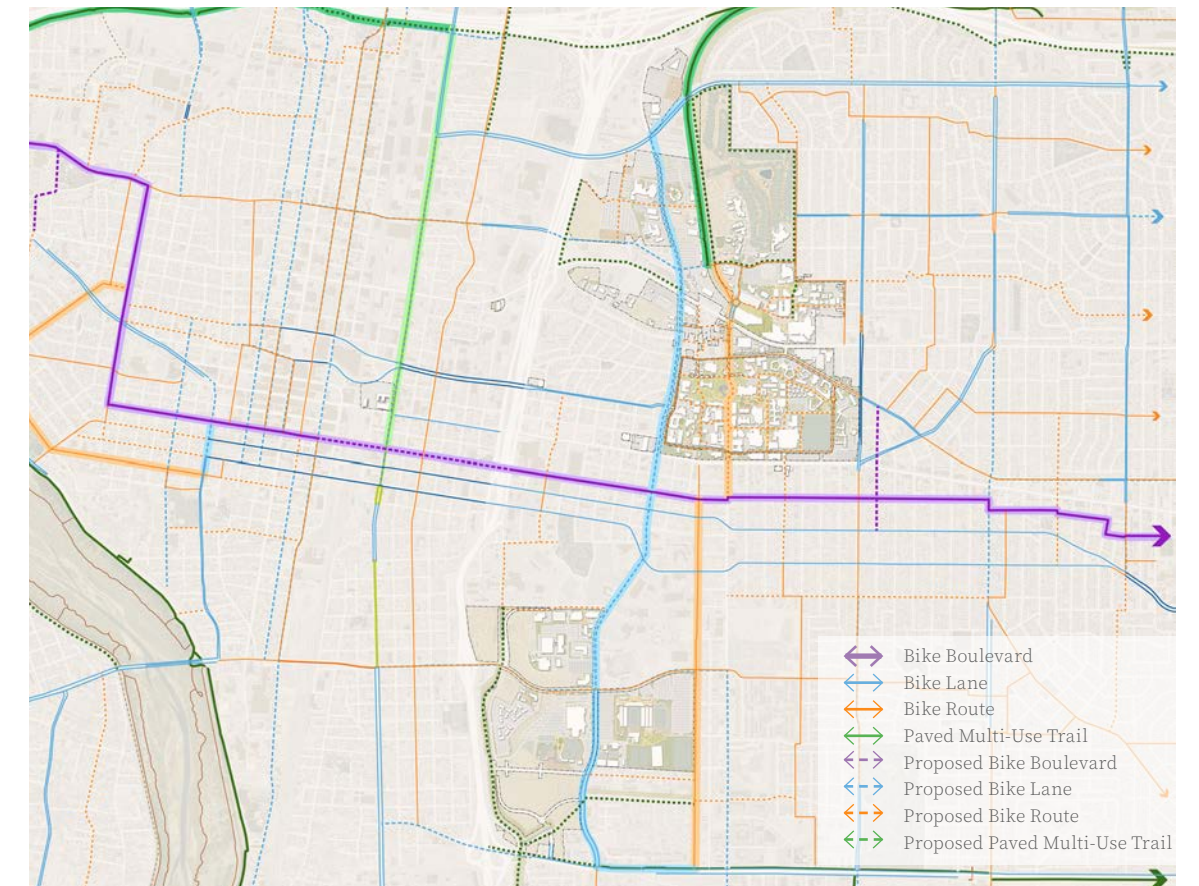 Bike Boulevard
Bike Lane
Bike Route
Paved Multi-Use Trail
Proposed Bike Boulevard
Proposed Bike Lane
Proposed Bike Route
Proposed Paved Multi-Use Trail